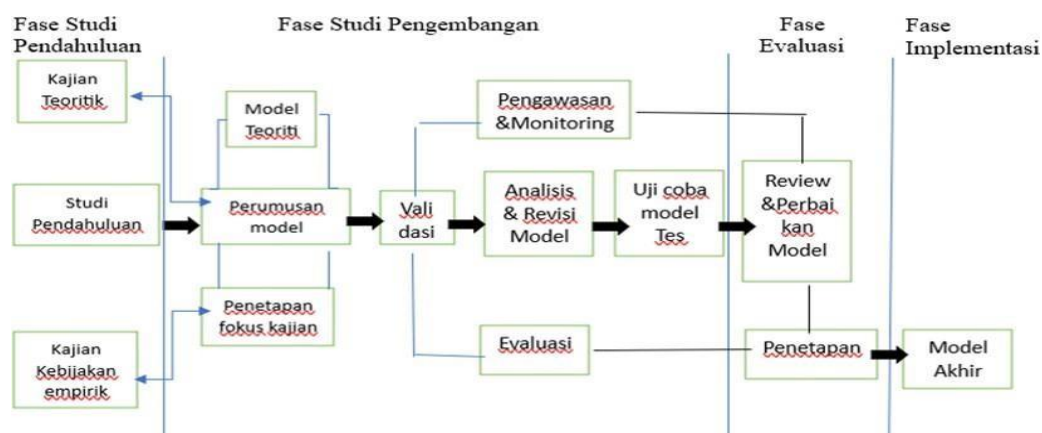 Fase Studi
Pendahuluan
Fase Studi Pengembangan
Fase
Evaluasi
Fase
Implementasi
Kajian
Teoritik
Studi
Pendahuluan
Kajian
Kebijakan
empirik
Model
Teoriti
Perumusan
model
Penetapan
fokus kajian
Vali
dasi
Pengawasan
&Monitoring
Analisis
& Revisi
Model
Uji coba
model
Tes
Evaluasi
Review
&Perbai
kan
Model
Penetapan
Model
Akhir